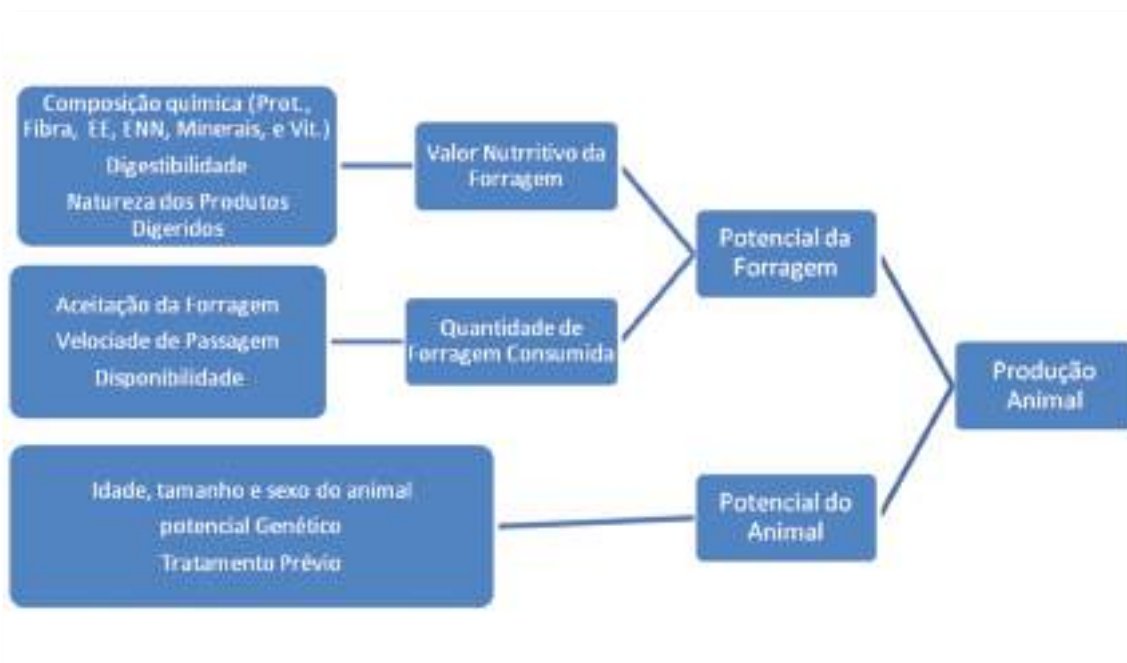 Composição química (Prot.,
Fibra, EE, ENN, Minerais, e Vit.)
Digestibilidade
Natureza dos Produtos
Digeridos
Valor Nutrritivo da
Forragem
Aceitação da Forragem
Velociade de Passagem
Disponibilidade
Quantidade de
Forragem Consumida
Potencial da
Forragem
Produção
Animal
Idade, tamanho e sexo do animal
potencial Genético
Tratamento Prévio
Potencial do
Animal